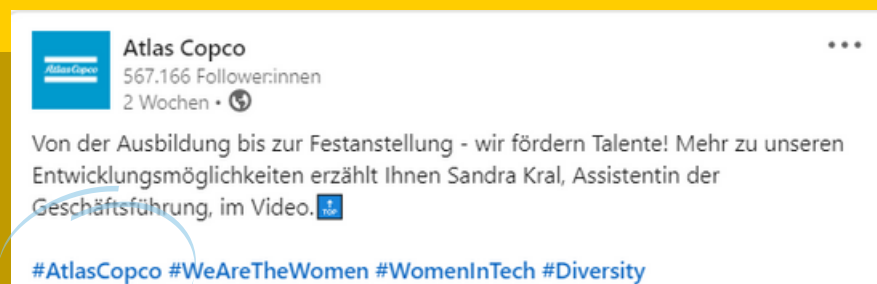 Atlas Copco
Atlas Copco
567.166 Follower:innen
2 Wochen •
Von der Ausbildung bis zur Festanstellung - wir fördern Talente! Mehr zu unseren
Entwicklungsmöglichkeiten erzählt Ihnen Sandra Kral, Assistentin der
Geschäftsführung, im Video. TOP
#AtlasCopco #WeAreTheWomen #WomenInTech #Diversity